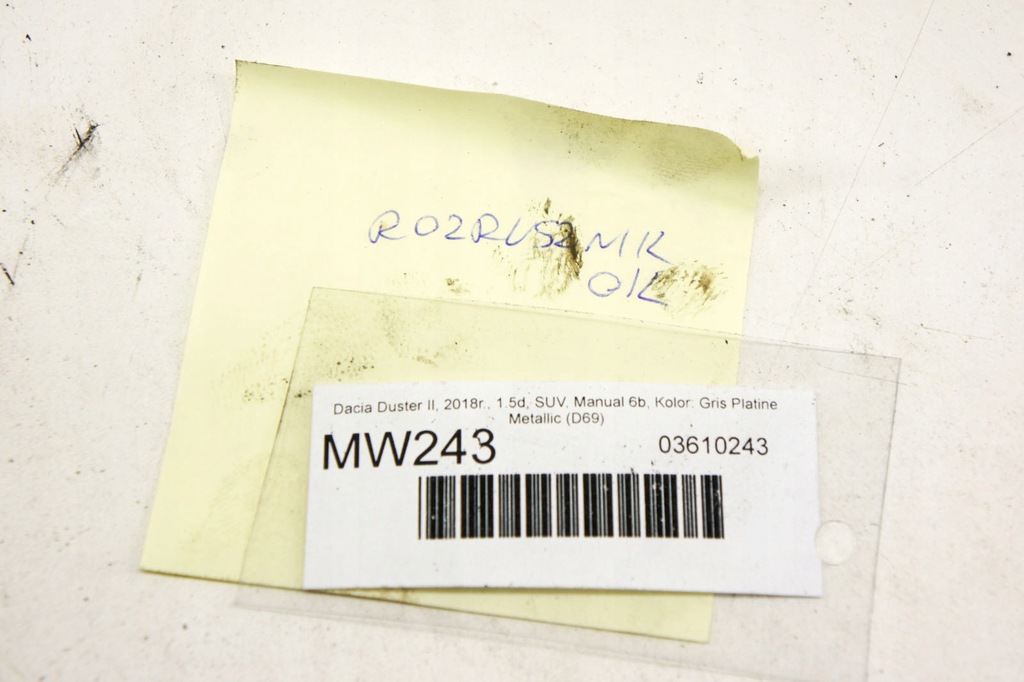 ROZRUSZNIK
OK
Dacia Duster II, 2018r., 1.5d, SUV, Manual 6b, Kolor: Gris Platine
Metallic (D69)
MW243 03610243